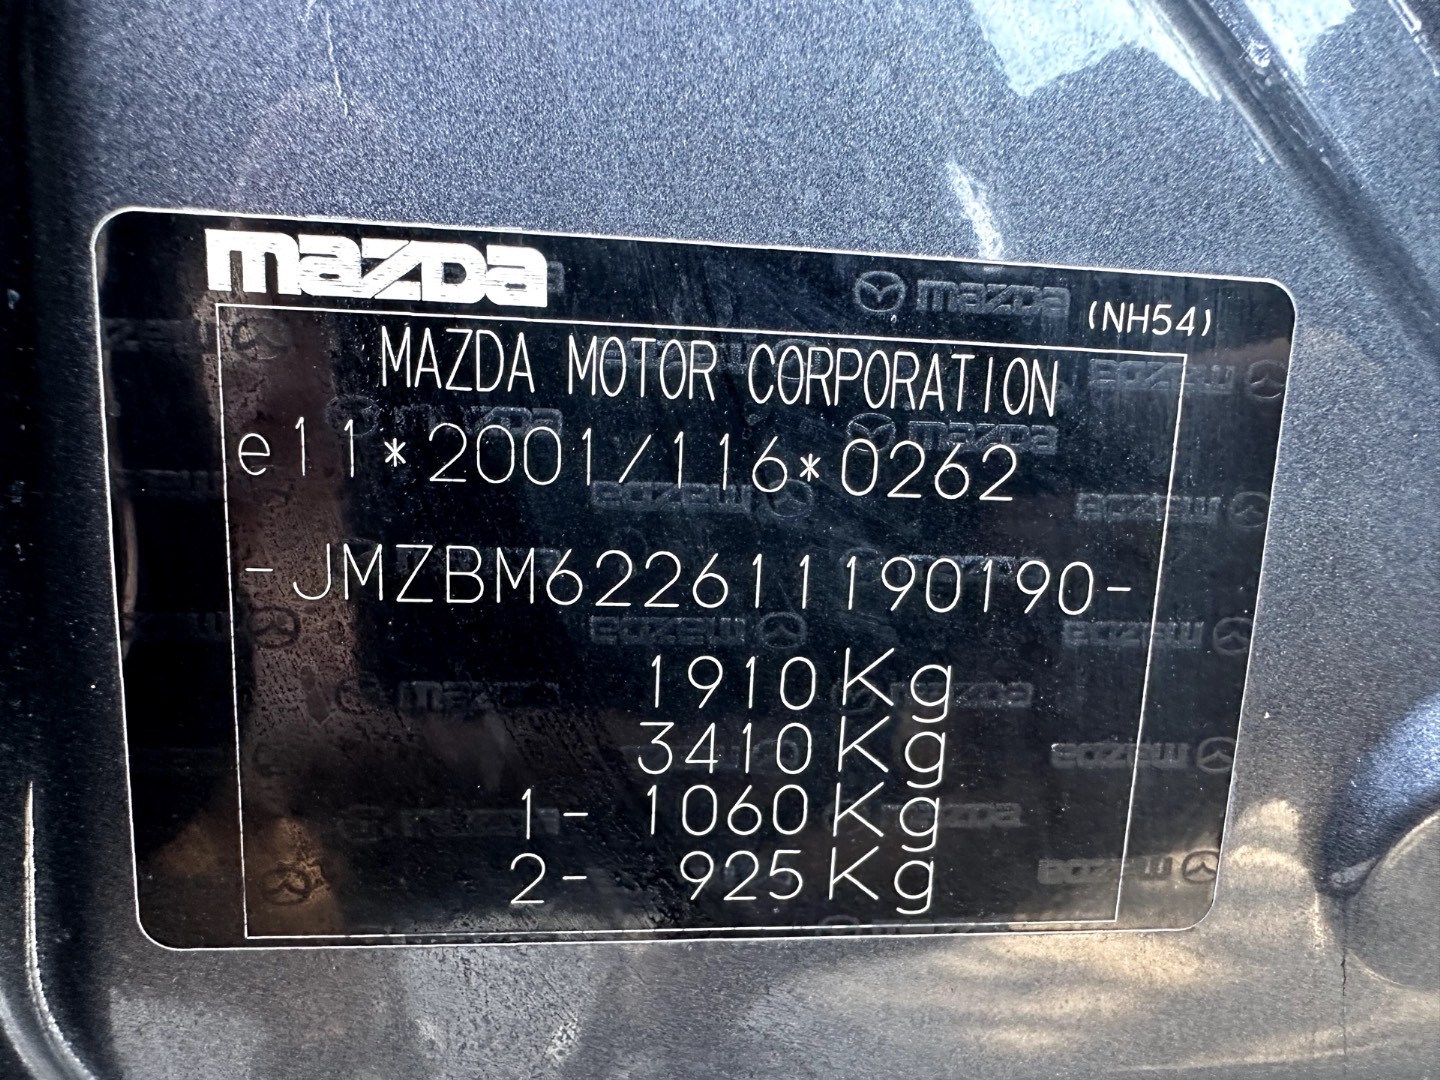 mazda
(NH54)
MAZDA MOTOR CORPORATION
e11*2001/116*0262
-JMZBM622611190190-
1910Kg
3410Kg
1- 1060Kg
2- 925Kg